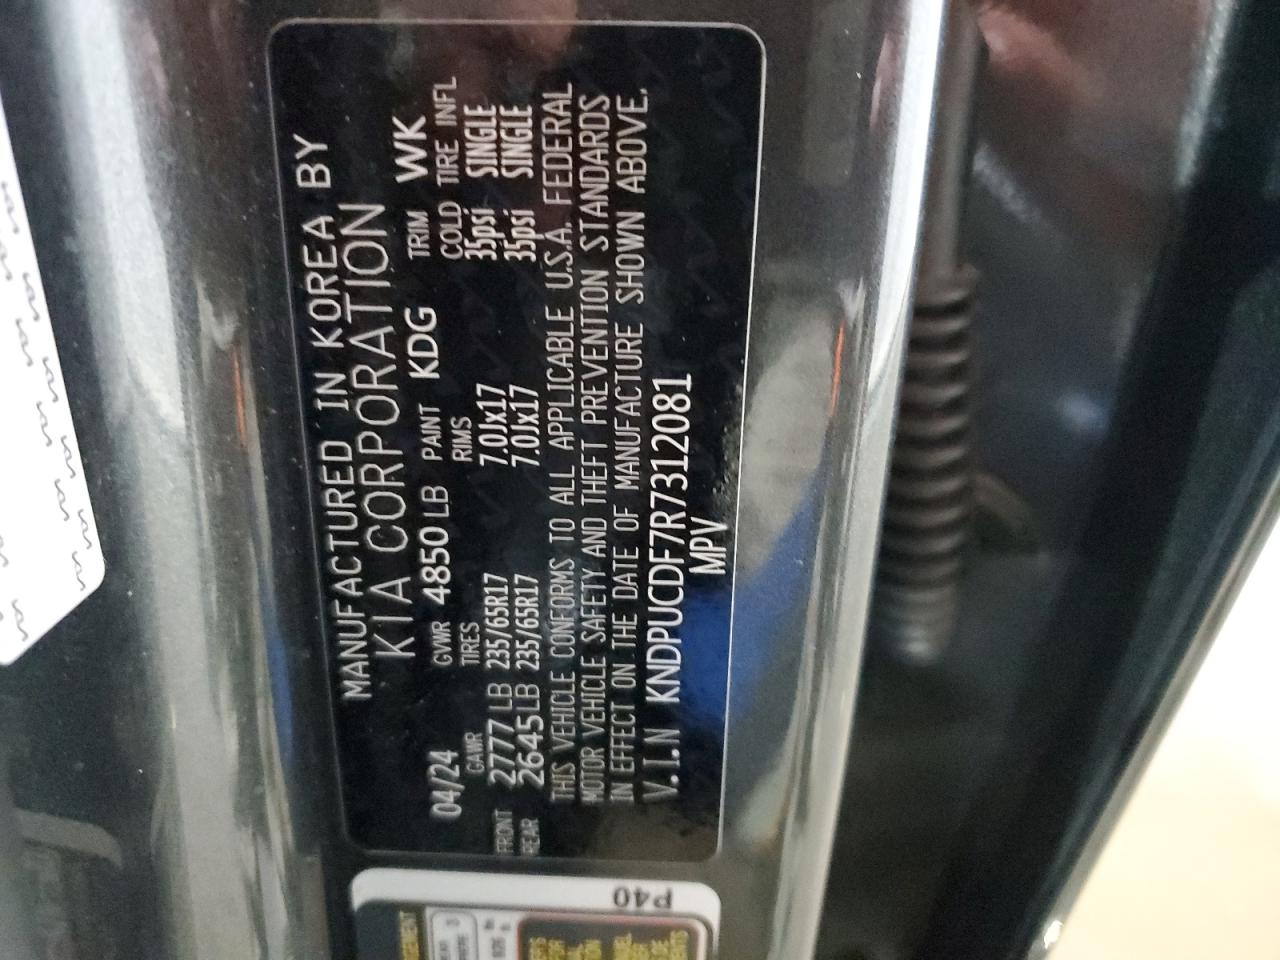 MANUFACTURED IN KOREA BY
KIA CORPORATION
04/24 GVWR 4850 LB PAINT KDG TRIM WK
GAWR TIRES RIMS COLD TIRE INFL
FRONT 2777 LB 235/65R17 7.0Jx17 35psi SINGLE
REAR 2645 LB 235/65R17 7.0Jx17 35psi SINGLE
THIS VEHICLE CONFORMS TO ALL APPLICABLE U.S.A. FEDERAL
MOTOR VEHICLE SAFETY AND THEFT PREVENTION STANDARDS
IN EFFECT ON THE DATE OF MANUFACTURE SHOWN ABOVE.
V.I.N KNDPUCDF7R7312081
MPV
P40